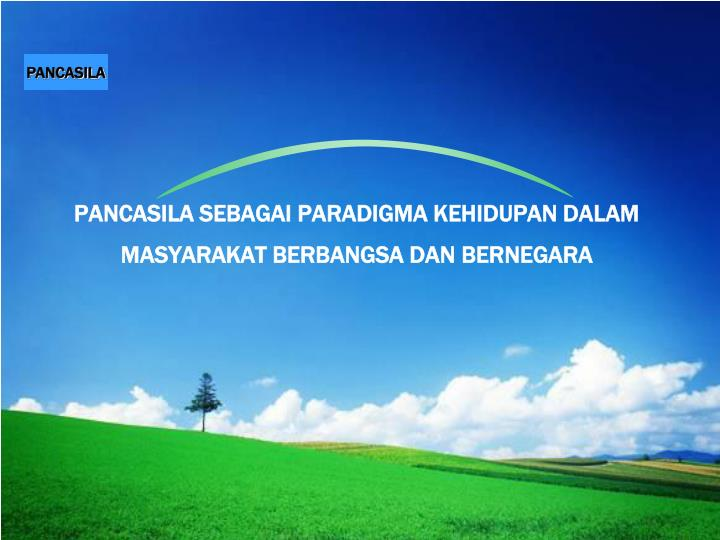 PANCASILA
PANCASILA SEBAGAI PARADIGMA KEHIDUPAN DALAM
MASYARAKAT BERBANGSA DAN BERNEGARA